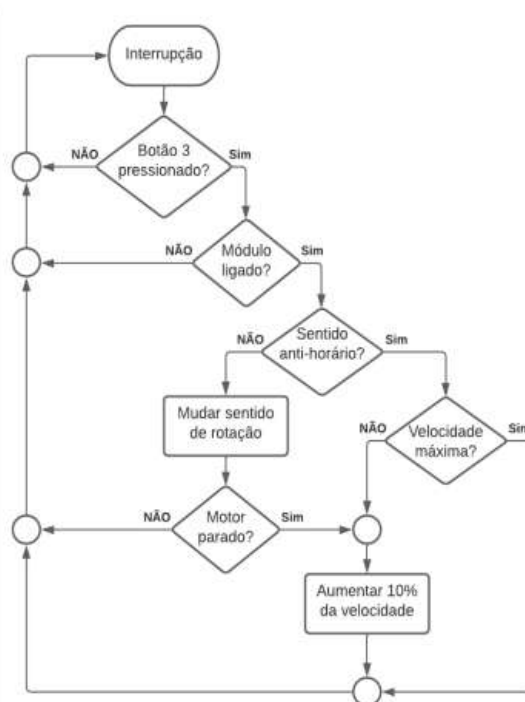 Interrupção
Botão 3
pressionado?
NÃO
Sim
Módulo
ligado?
NÃO
Sim
Sentido
anti-horário?
NÃO
Sim
Mudar sentido
de rotação
Velocidade
máxima?
NÃO
Sim
Motor
parado?
NÃO
Sim
Aumentar 10%
da velocidade